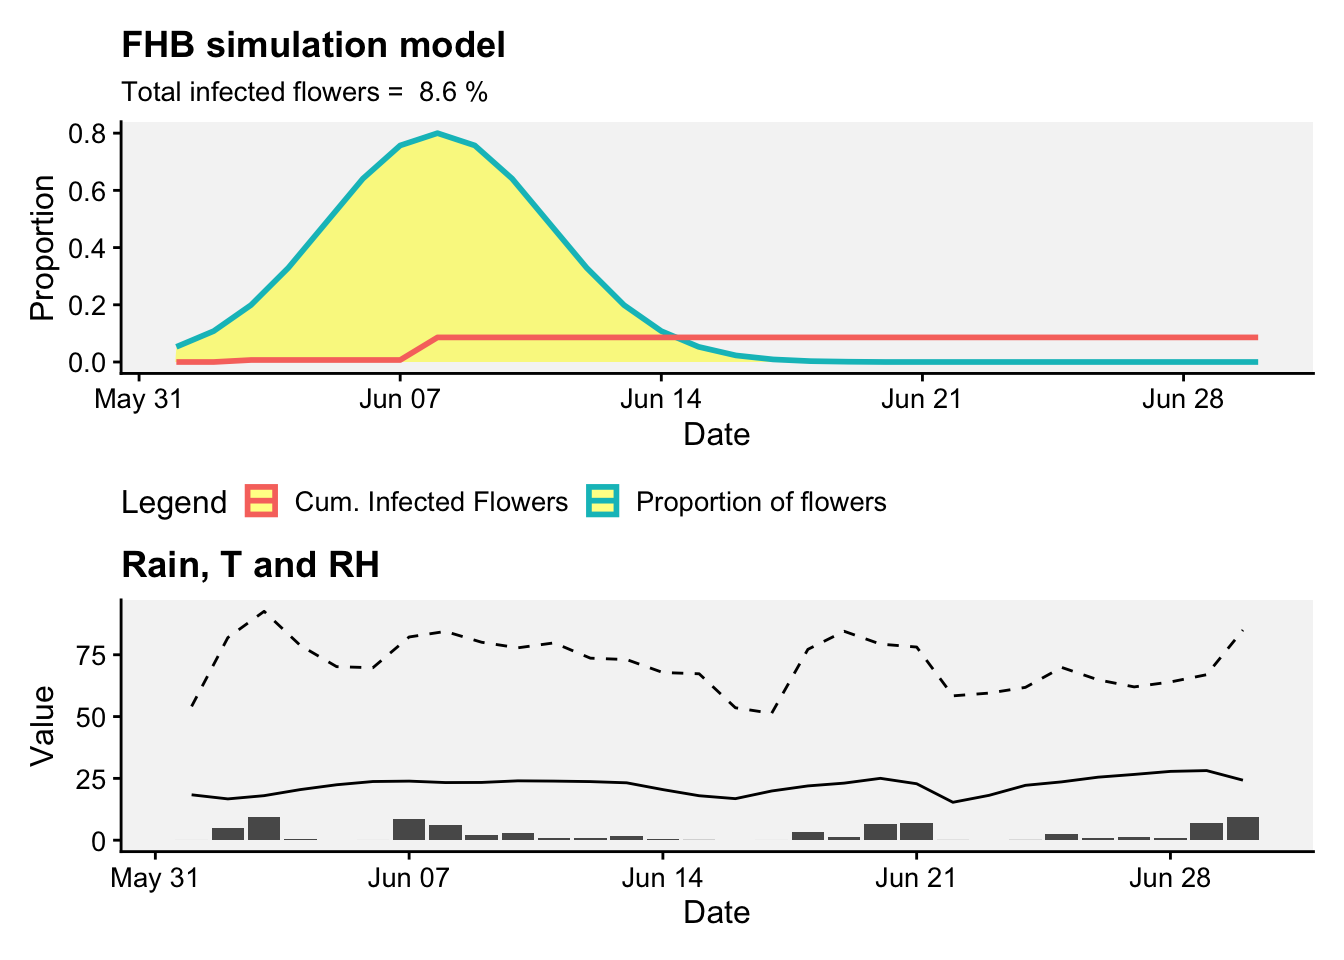 FHB simulation model
Total infected flowers =  8.6 %
0.8
0.6
0.4
0.2
0.0
Proportion
May 31 Jun 07 Jun 14 Jun 21 Jun 28
Date
Legend Cum. Infected Flowers Proportion of flowers
Rain, T and RH
75
50
25
0
Value
May 31 Jun 07 Jun 14 Jun 21 Jun 28
Date